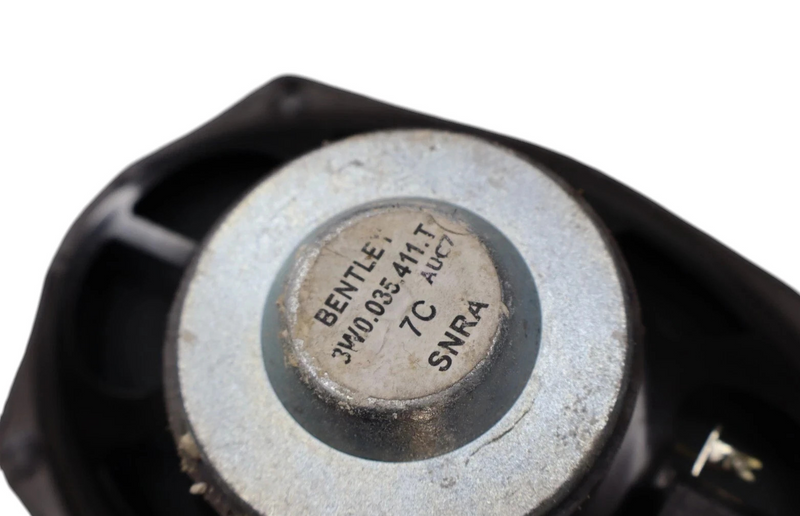 BENTLEY
3W0.035.411.T
7C AUC7
SNRA